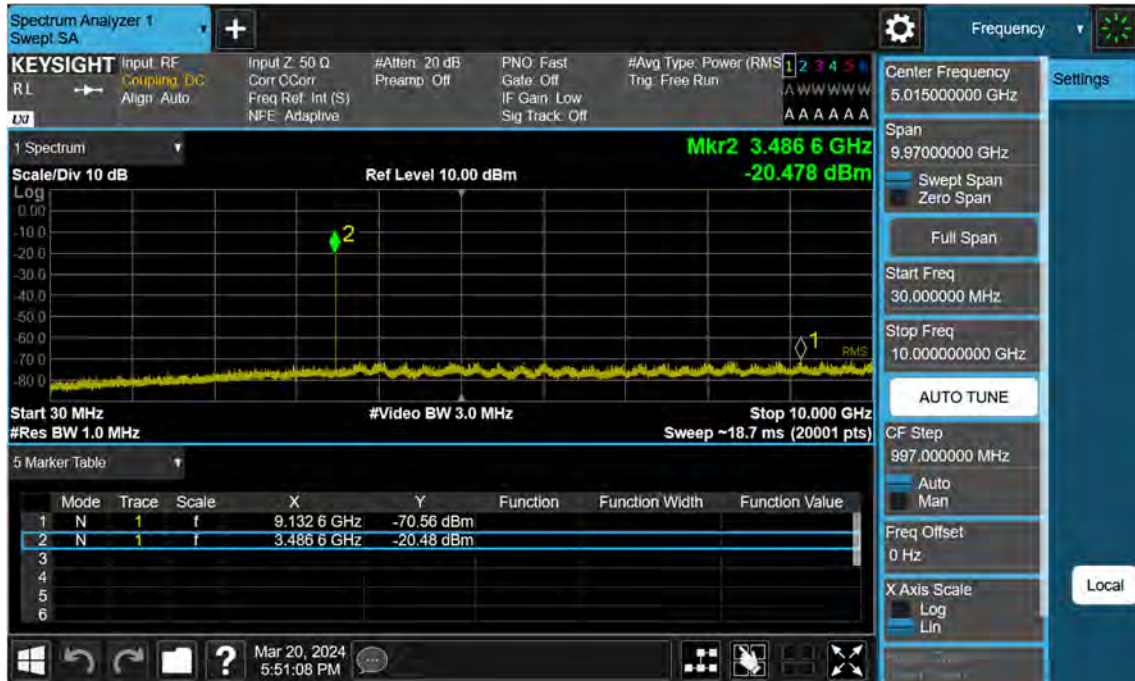 Spectrum Analyzer 1
Swept SA
Frequency
KEYSIGHT
RL
LXI
Input: RF
Coupling: DC
Align: Auto
Input Z: 50 Ω
Corr CCorr
Freq Ref: Int (S)
NFE: Adaptive
#Atten: 20 dB
Preamp: Off
PNO: Fast
Gate: Off
IF Gain: Low
Sig Track: Off
#Avg Type: Power (RMS
Trig: Free Run
1 2 3 4 5 6
A W W W W W
A A A A A A
1 Spectrum
Scale/Div 10 dB
Ref Level 10.00 dBm
Mkr2 3.486 6 GHz
-20.478 dBm
Log
0.00
-10.0
-20.0
-30.0
-40.0
-50.0
-60.0
-70.0
-80.0
2
1
RMS
Start 30 MHz
#Video BW 3.0 MHz
Stop 10.000 GHz
#Res BW 1.0 MHz
Sweep ~18.7 ms (20001 pts)
5 Marker Table
Mode Trace Scale X Y Function Function Width Function Value
1 N 1 f 9.132 6 GHz -70.56 dBm
2 N 1 f 3.486 6 GHz -20.48 dBm
3
4
5
6
Mar 20, 2024
5:51:08 PM
Center Frequency
5.015000000 GHz
Span
9.97000000 GHz
Swept Span
Zero Span
Full Span
Start Freq
30.000000 MHz
Stop Freq
10.000000000 GHz
AUTO TUNE
CF Step
997.000000 MHz
Auto
Man
Freq Offset
0 Hz
X Axis Scale
Log
Lin
Settings
Local